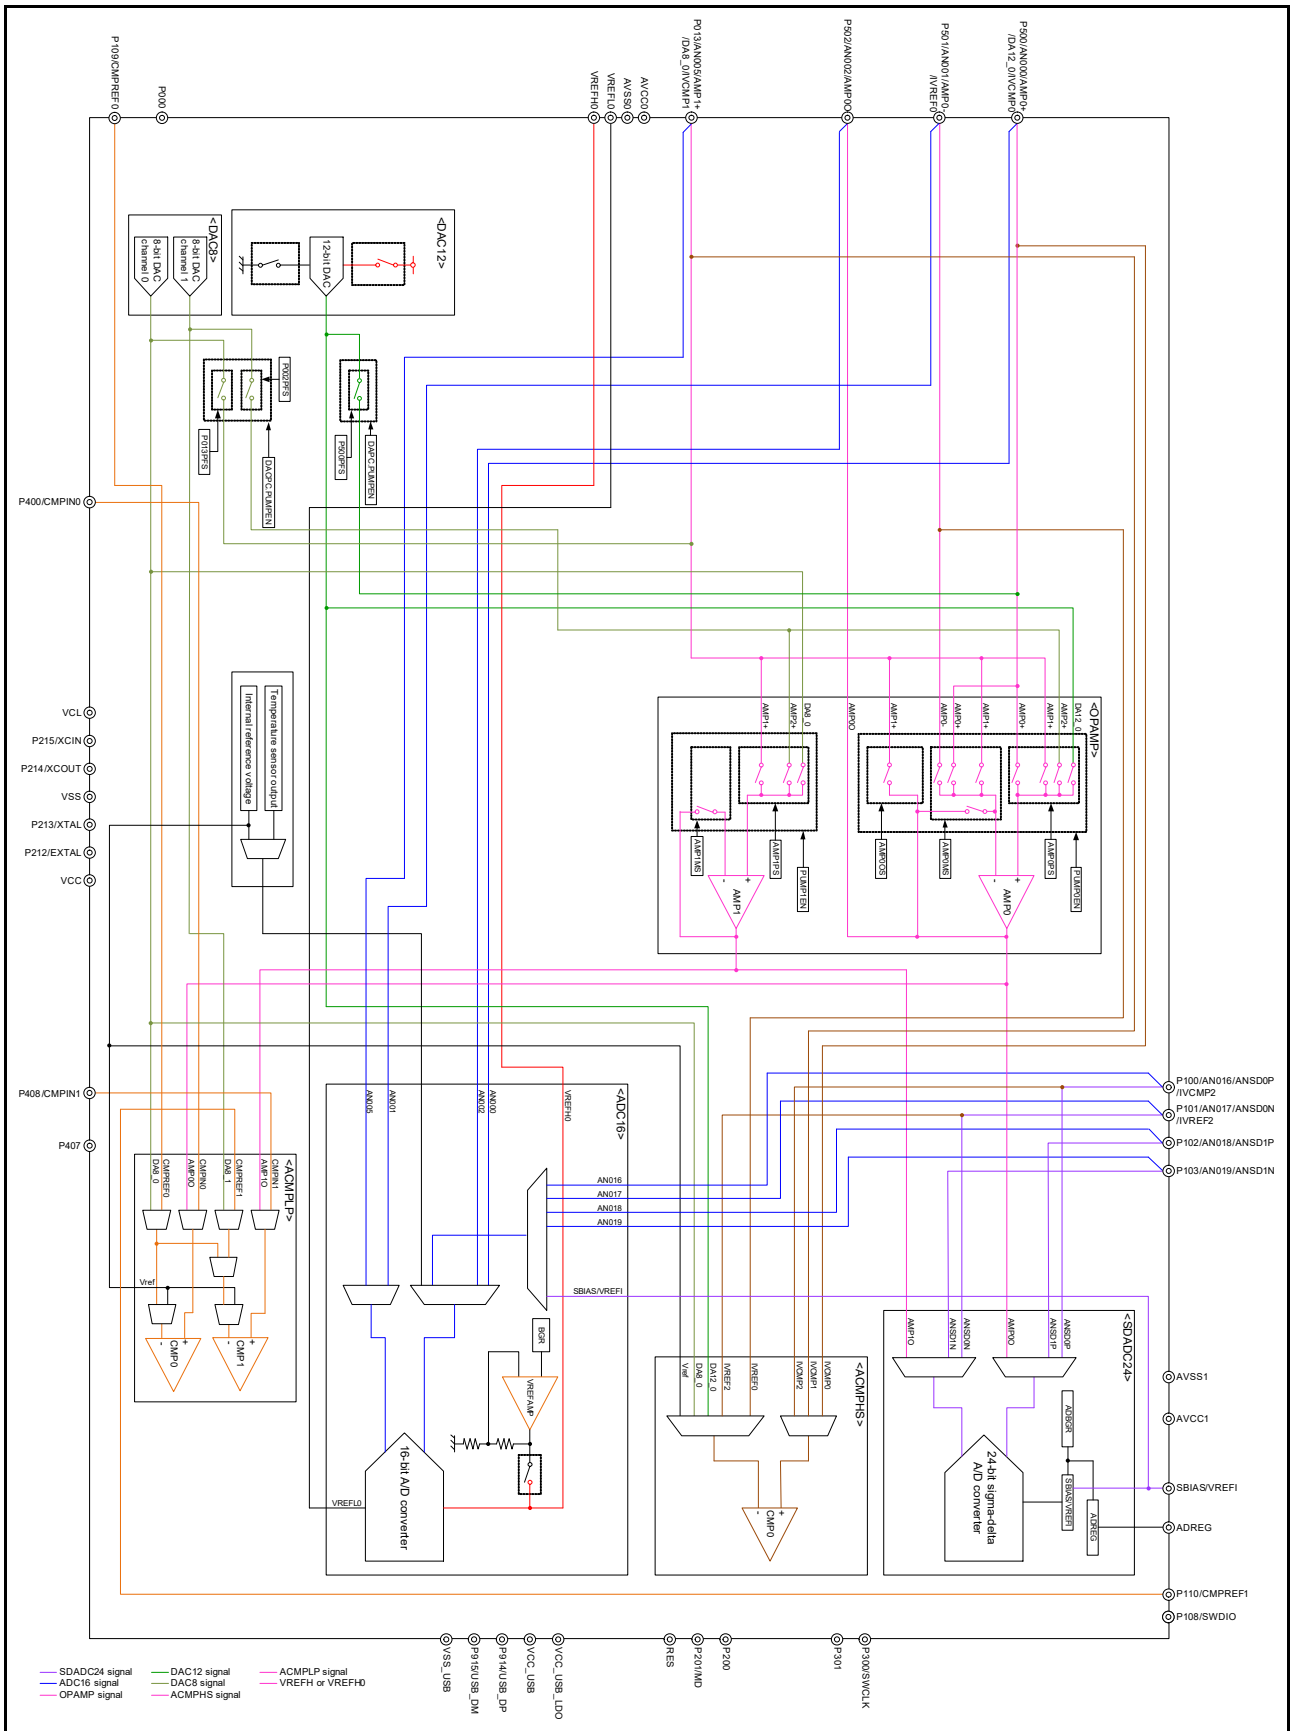 P109/CMPREF0
P000
VREFH0
VREFL0
AVSS0
AVCC0
P013/AN005/AMP1+
/DA8_0/IVCMP1
P502/AN002/AMP0O
P501/AN001/AMP0-
/IVREF0
P500/AN000/AMP0+
/DA12_0/IVCMP0
<DAC8>
8-bit DAC
channel 0
8-bit DAC
channel 1
<DAC12>
12-bit DAC
P002PFS
P013PFS
DACPC.PUMPEN
P500PFS
DAPC.PUMPEN
P400/CMPIN0
VCL
P215/XCIN
P214/XCOUT
VSS
P213/XTAL
P212/EXTAL
VCC
P408/CMPIN1
P407
Internal reference voltage
Temperature sensor output
<OPAMP>
AMP1+
AMP2+
DA8_0
AMP0O
AMP1+
AMP0-
AMP0+
AMP1+
AMP0+
AMP1+
AMP2+
DA12_0
AMP1MS
AMP1PS
PUMP1EN
AMP0OS
AMP0MS
AMP0PS
PUMP0EN
-
+
AMP1
-
+
AMP0
<ACMPLP>
DA8_0
CMPREF0
AMP0O
CMPIN0
DA8_1
CMPREF1
AMP1O
CMPIN1
Vref
-
+
CMP0
-
+
CMP1
<ADC16>
AN005
AN001
AN002
AN000
VREFH0
AN016
AN017
AN018
AN019
SBIAS/VREFI
BGR
VREFAMP
VREFL0
16-bit A/D converter
<ACMPHS>
Vref
DA8_0
DA12_0
IVREF2
IVREF0
IVCMP2
IVCMP1
IVCMP0
-
+
CMP0
<SDADC24>
AMP1O
ANSD1N
ANSD0N
AMP0O
ANSD1P
ANSD0P
ADBGR
SBIAS/VREFI
ADREG
24-bit sigma-delta
A/D converter
P100/AN016/ANSD0P
/IVCMP2
P101/AN017/ANSD0N
/IVREF2
P102/AN018/ANSD1P
P103/AN019/ANSD1N
AVSS1
AVCC1
SBIAS/VREFI
ADREG
P110/CMPREF1
P108/SWDIO
VSS_USB
P915/USB_DM
P914/USB_DP
VCC_USB
VCC_USB_LDO
RES
P201/MD
P200
P301
P300/SWCLK
SDADC24 signal
ADC16 signal
OPAMP signal
DAC12 signal
DAC8 signal
ACMPHS signal
ACMPLP signal
VREFH or VREFH0